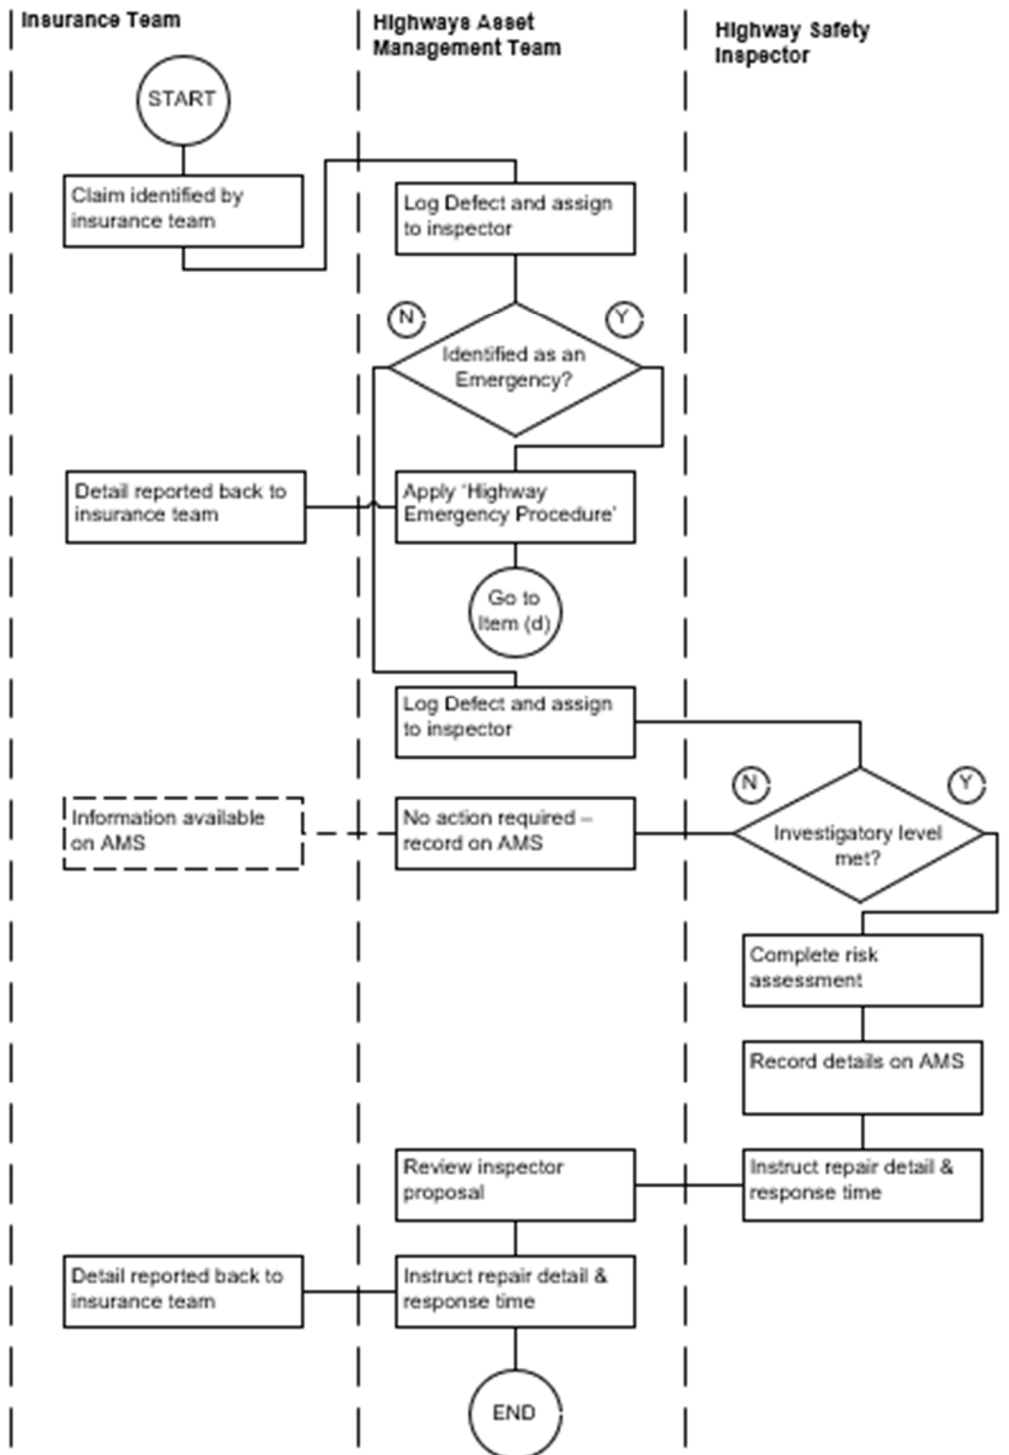 Insurance Team
Highways Asset
Management Team
Highway Safety
Inspector
START
Claim identified by
insurance team
Log Defect and assign
to inspector
N
Y
Identified as an
Emergency?
Detail reported back to
insurance team
Apply ‘Highway
Emergency Procedure’
Go to
Item (d)
Log Defect and assign
to inspector
N
Y
Information available
on AMS
No action required –
record on AMS
Investigatory level
met?
Complete risk
assessment
Record details on AMS
Review inspector
proposal
Instruct repair detail &
response time
Detail reported back to
insurance team
Instruct repair detail &
response time
END